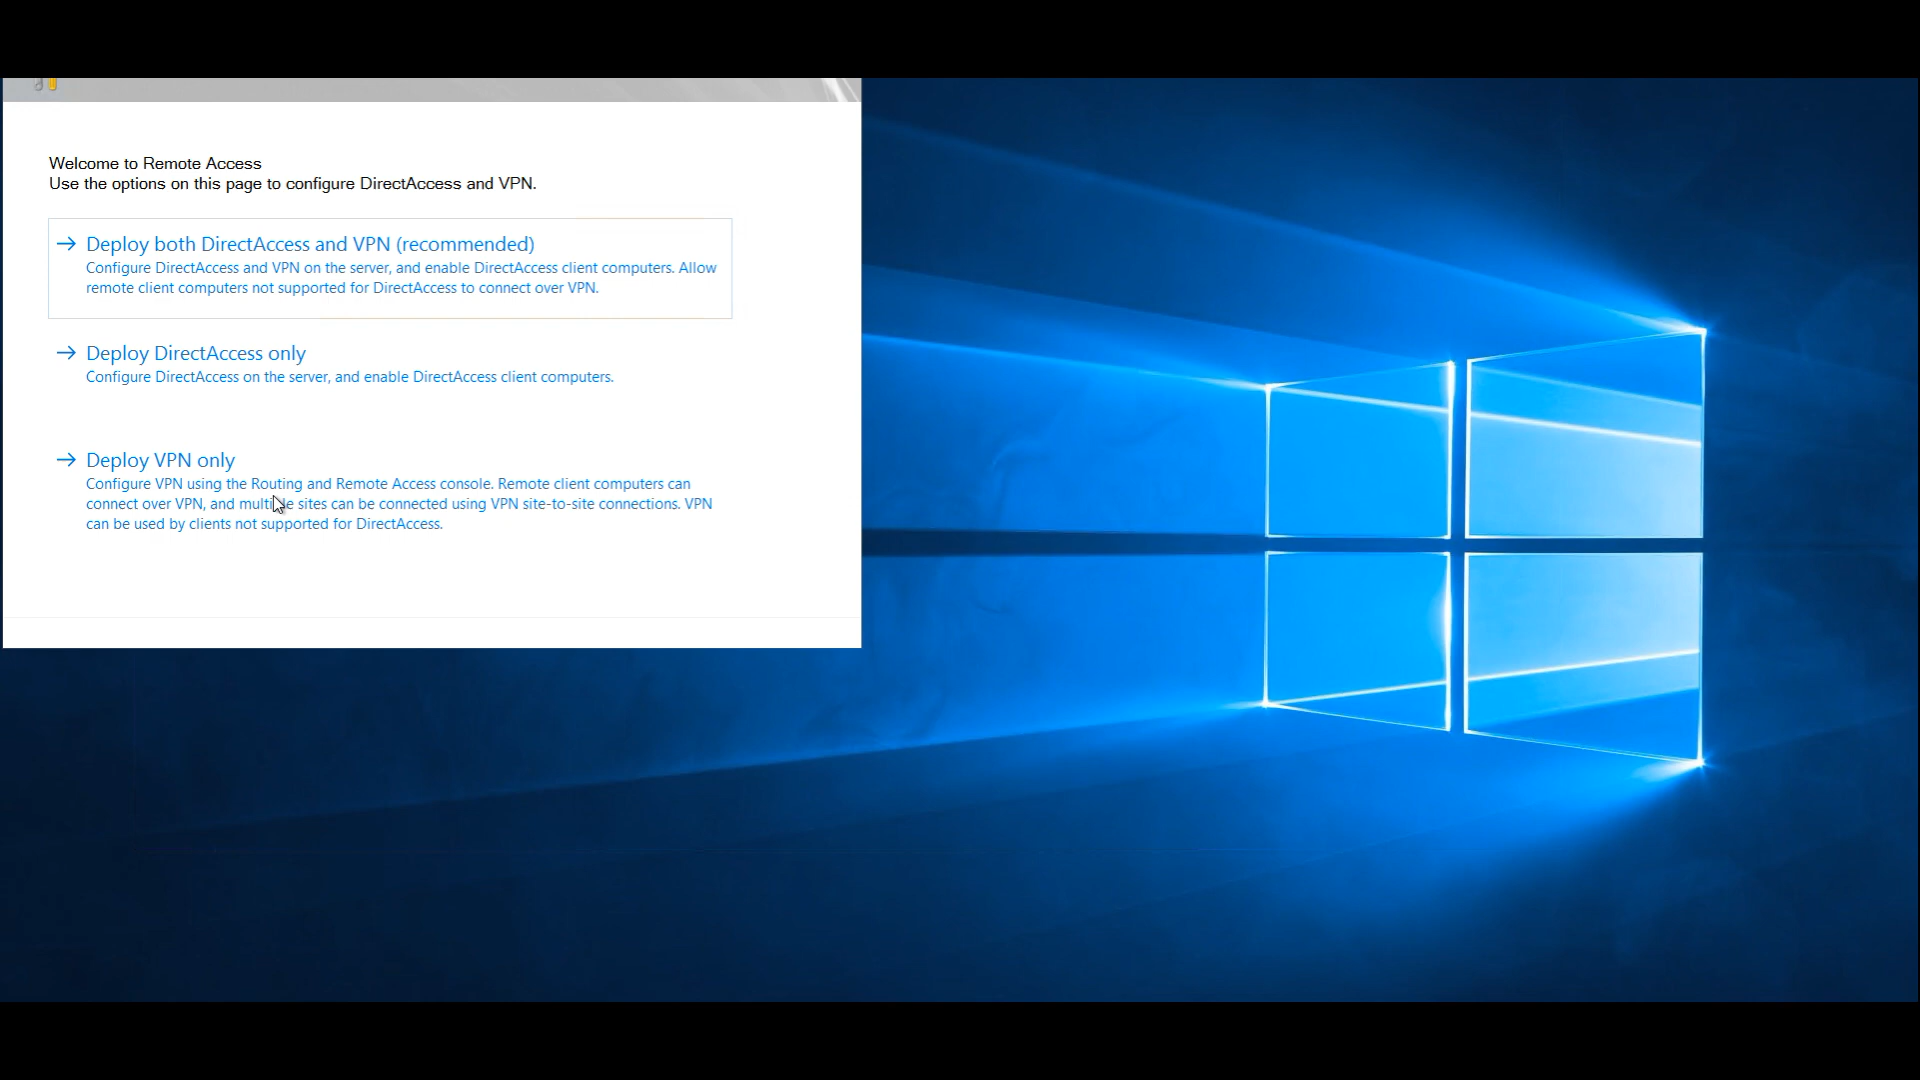 Welcome to Remote Access
Use the options on this page to configure DirectAccess and VPN.
Deploy both DirectAccess and VPN (recommended)
Configure DirectAccess and VPN on the server, and enable DirectAccess client computers. Allow
remote client computers not supported for DirectAccess to connect over VPN.
Deploy DirectAccess only
Configure DirectAccess on the server, and enable DirectAccess client computers.
Deploy VPN only
Configure VPN using the Routing and Remote Access console. Remote client computers can
connect over VPN, and multiple sites can be connected using VPN site-to-site connections. VPN
can be used by clients not supported for DirectAccess.